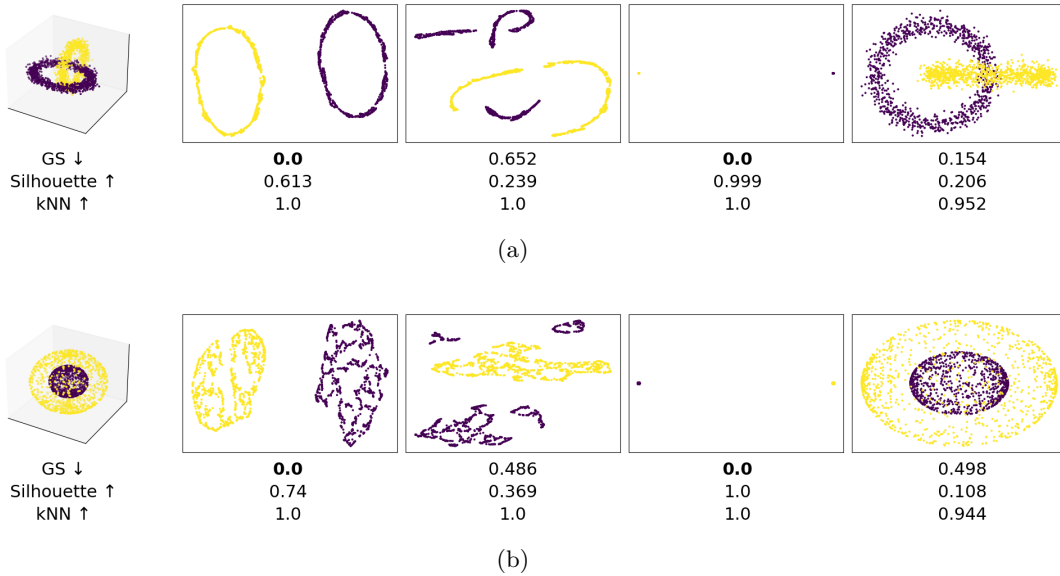 GS ↓ 0.0 0.652 0.0 0.154
Silhouette ↑ 0.613 0.239 0.999 0.206
kNN ↑ 1.0 1.0 1.0 0.952
(a)
GS ↓ 0.0 0.486 0.0 0.498
Silhouette ↑ 0.74 0.369 1.0 0.108
kNN ↑ 1.0 1.0 1.0 0.944
(b)